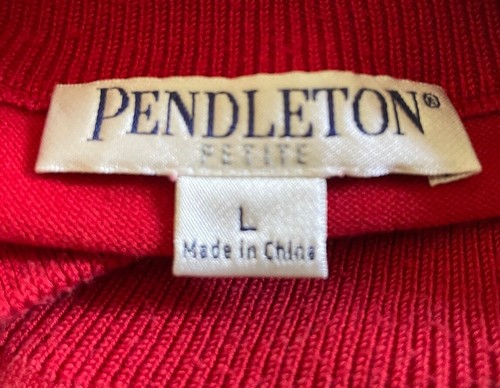 PENDLETON®
PETITE
L
Made in China